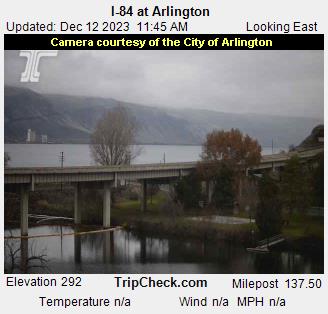 I-84 at Arlington
Updated: Dec 12 2023 11:45 AM Looking East
Camera courtesy of the City of Arlington
Elevation 292 TripCheck.com Milepost 137.50
Temperature n/a Wind n/a MPH n/a